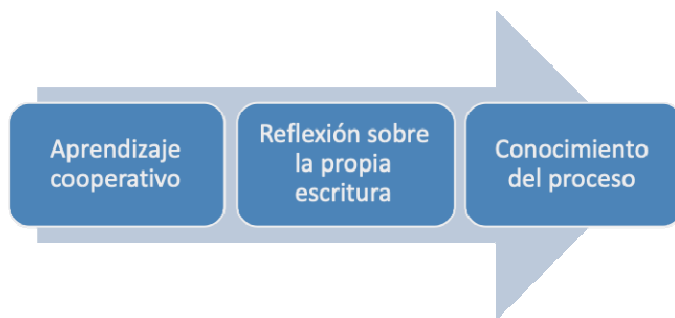 Aprendizaje
cooperativo
Reflexión sobre
la propia
escritura
Conocimiento
del proceso